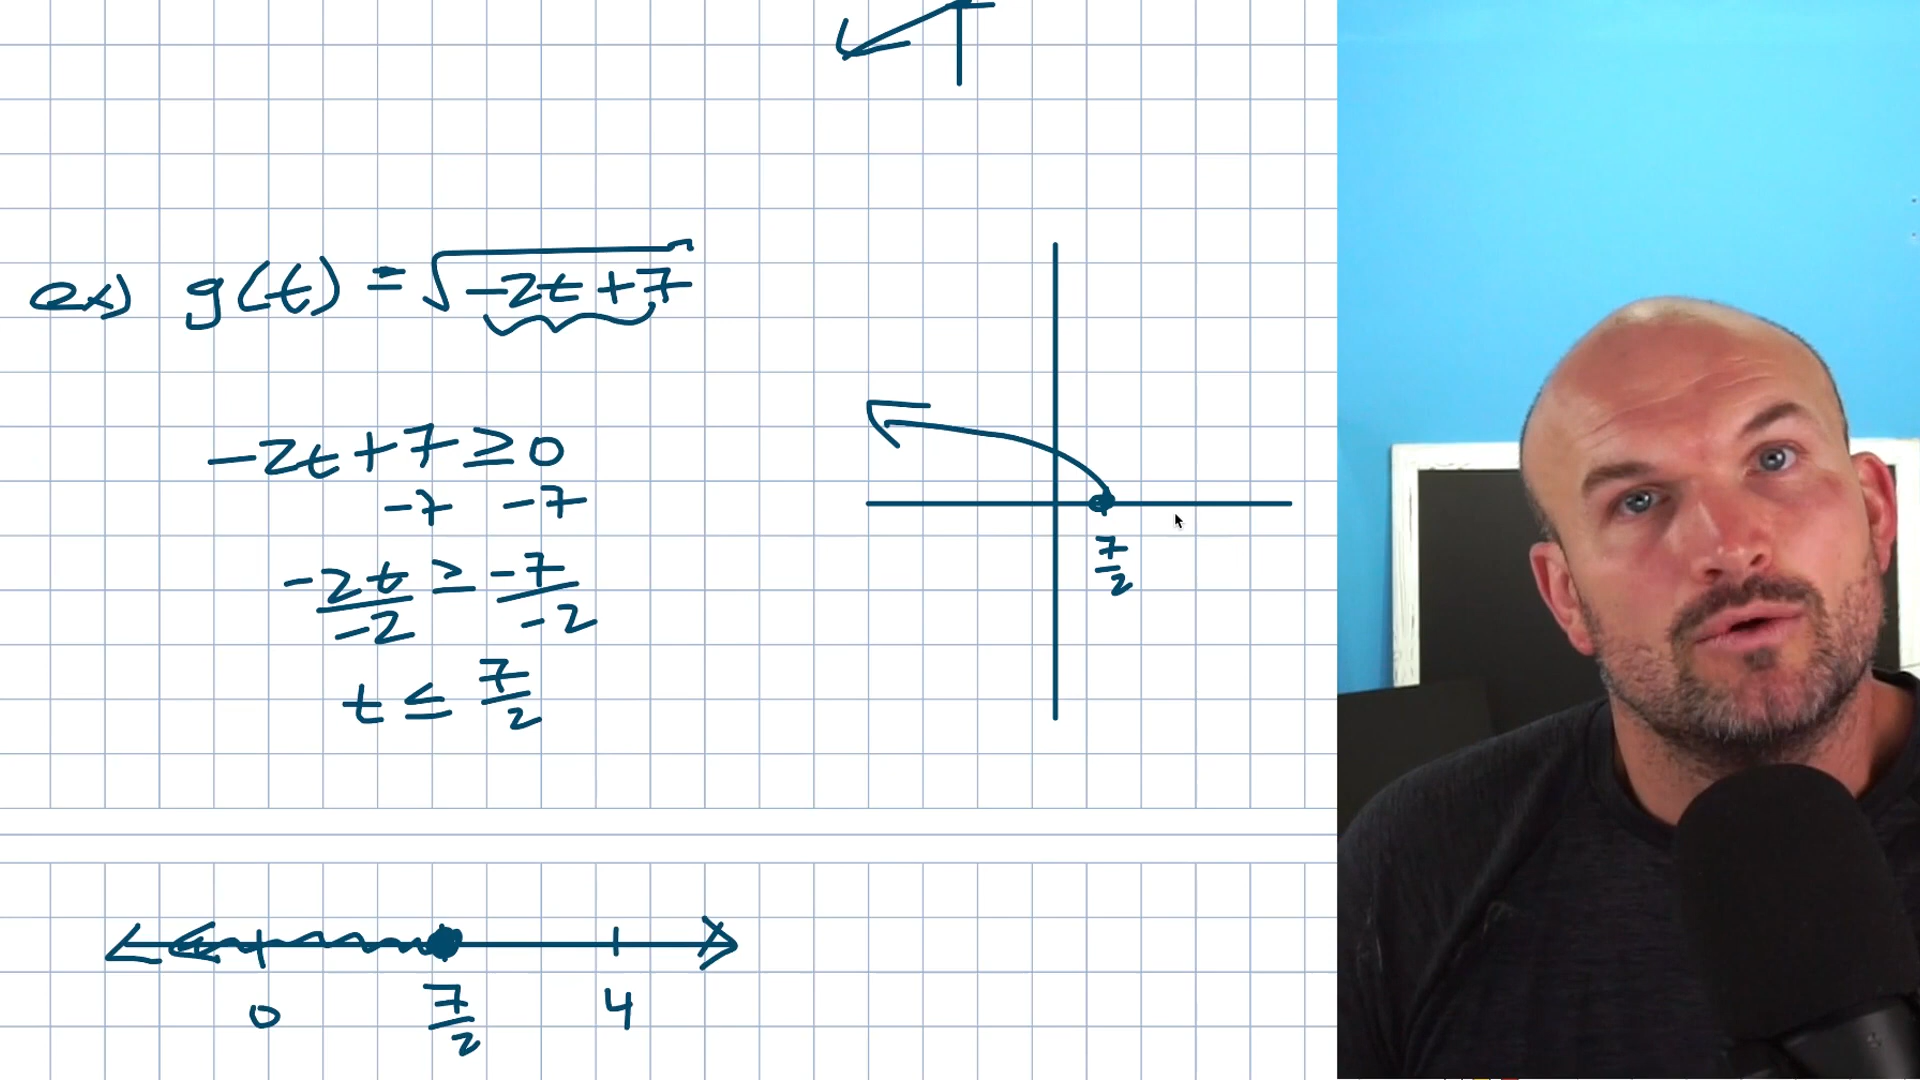 ex) g(t) = √(-2t+7)
-2t+7 ≥ 0
-7 -7
-2t/-2 ≥ -7/-2
t ≤ 7/2
7/2
0 7/2 4